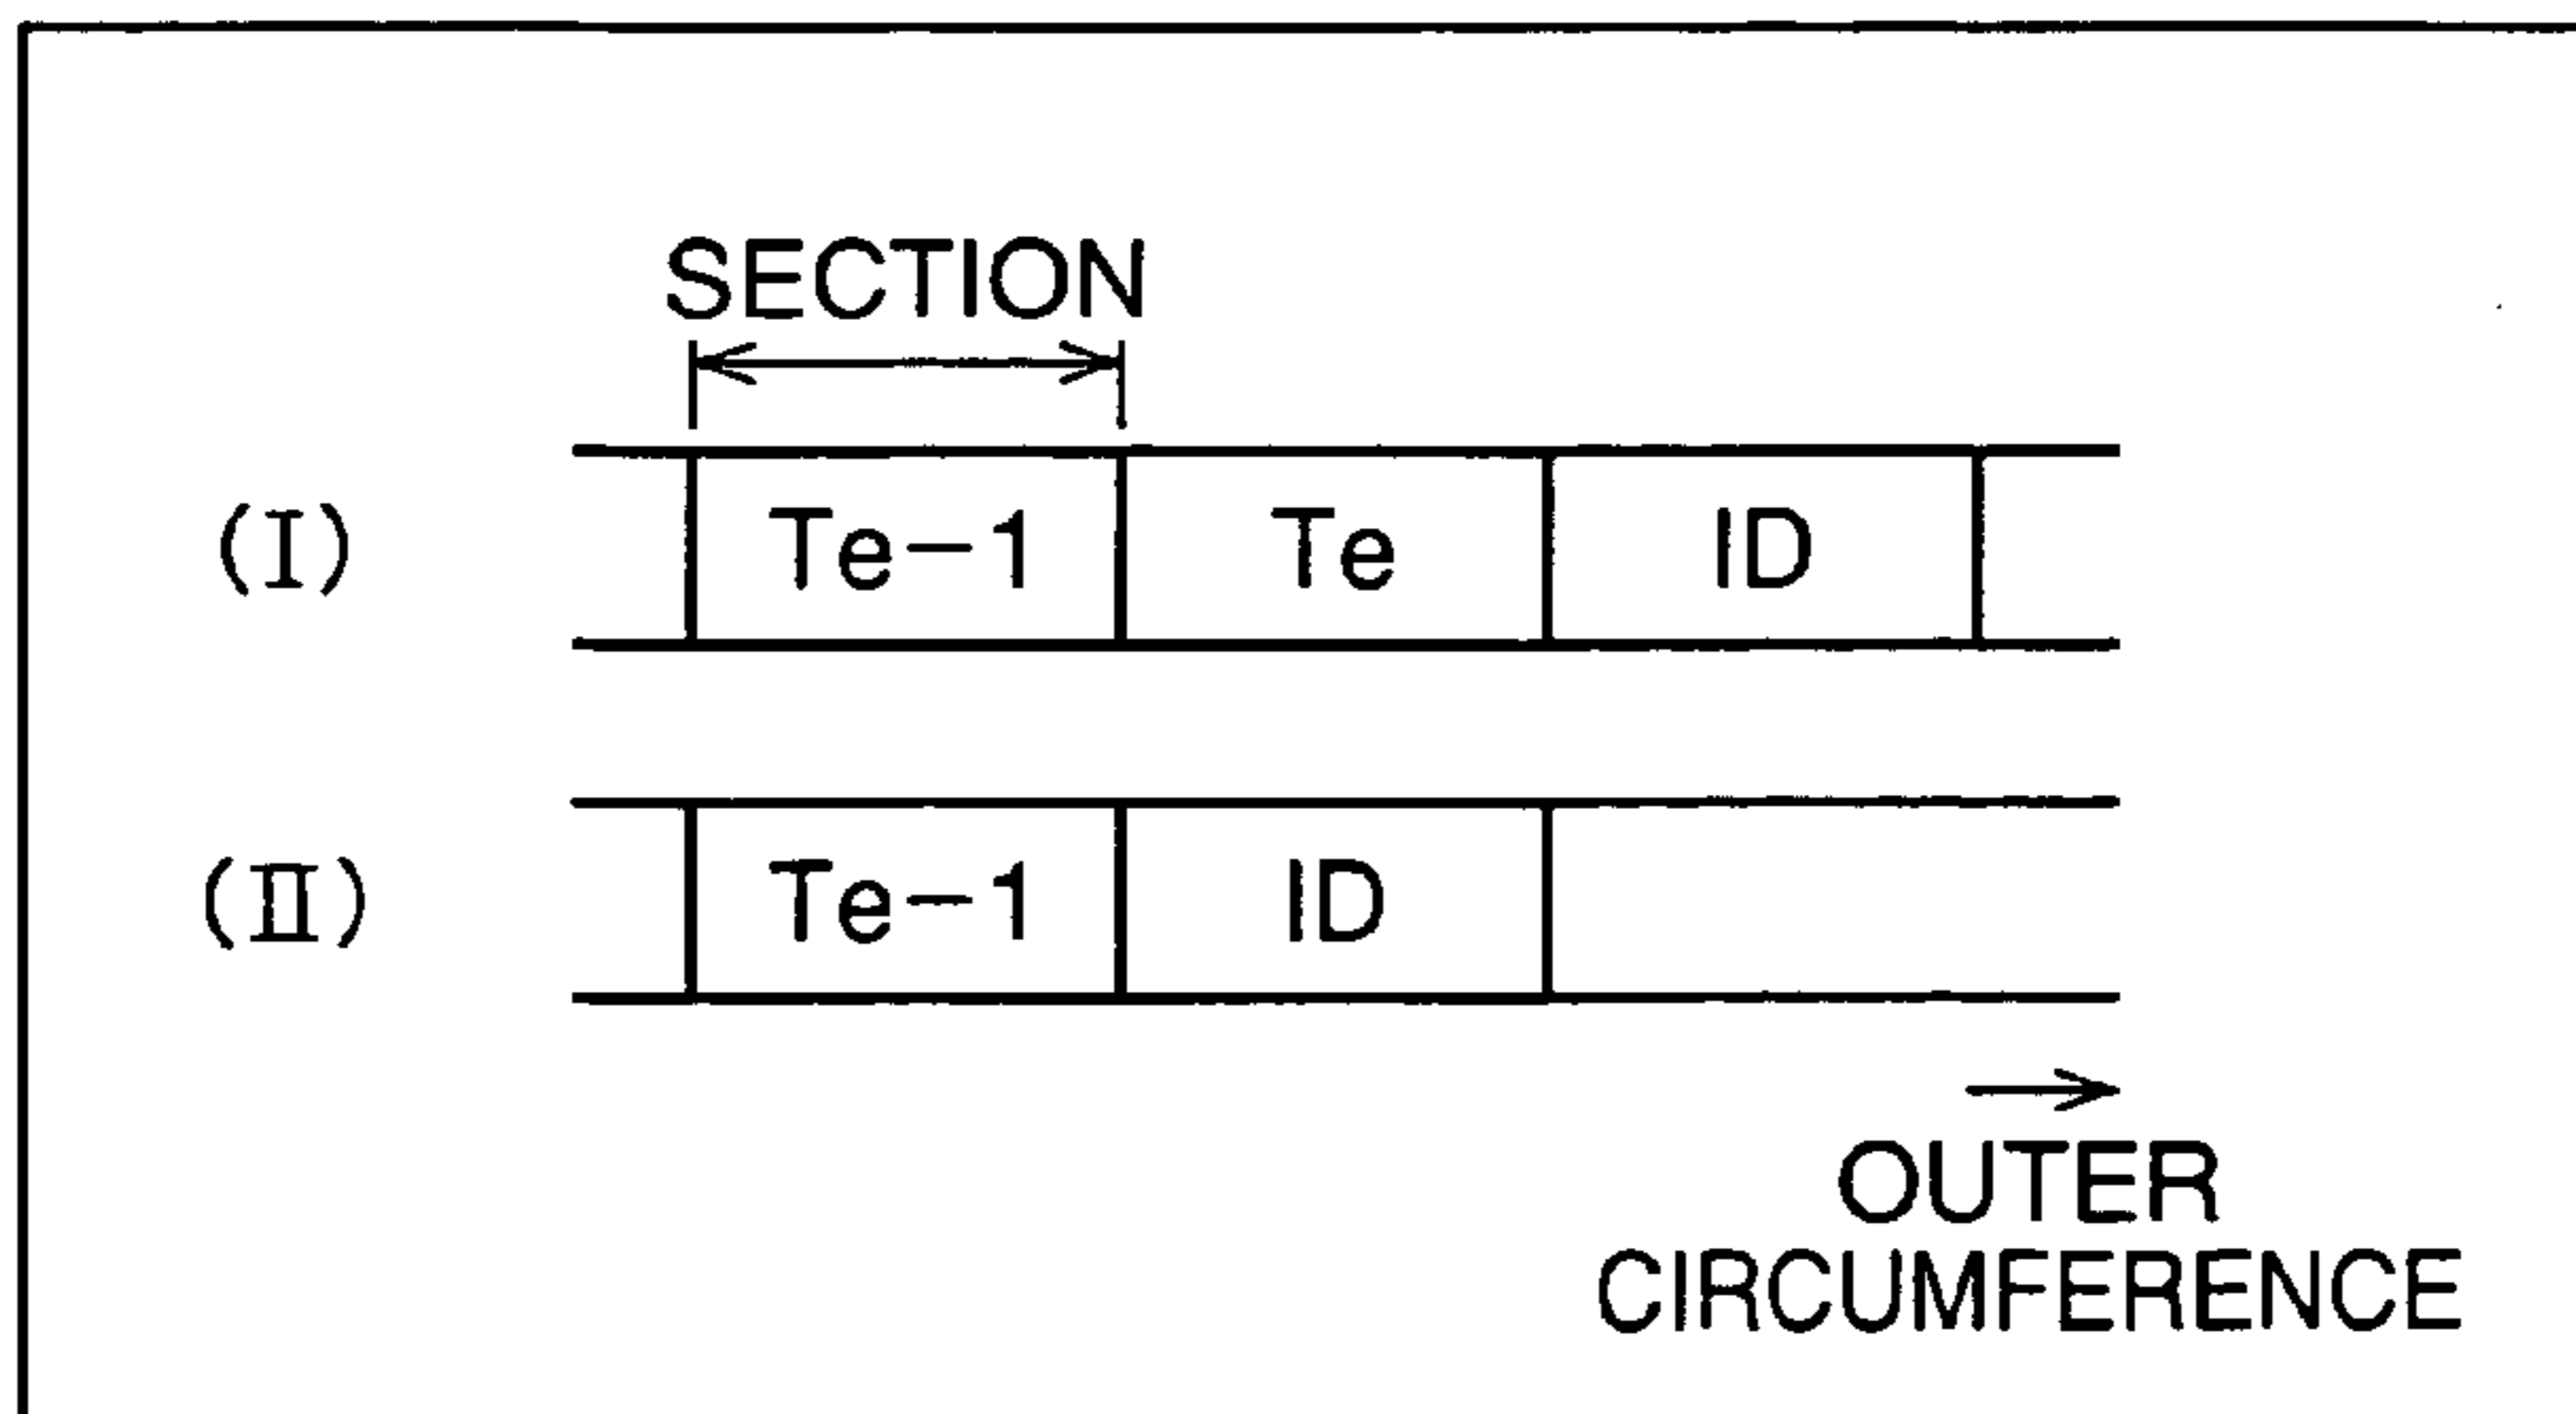 SECTION
(I) Te-1 Te ID
(II) Te-1 ID
OUTER
CIRCUMFERENCE